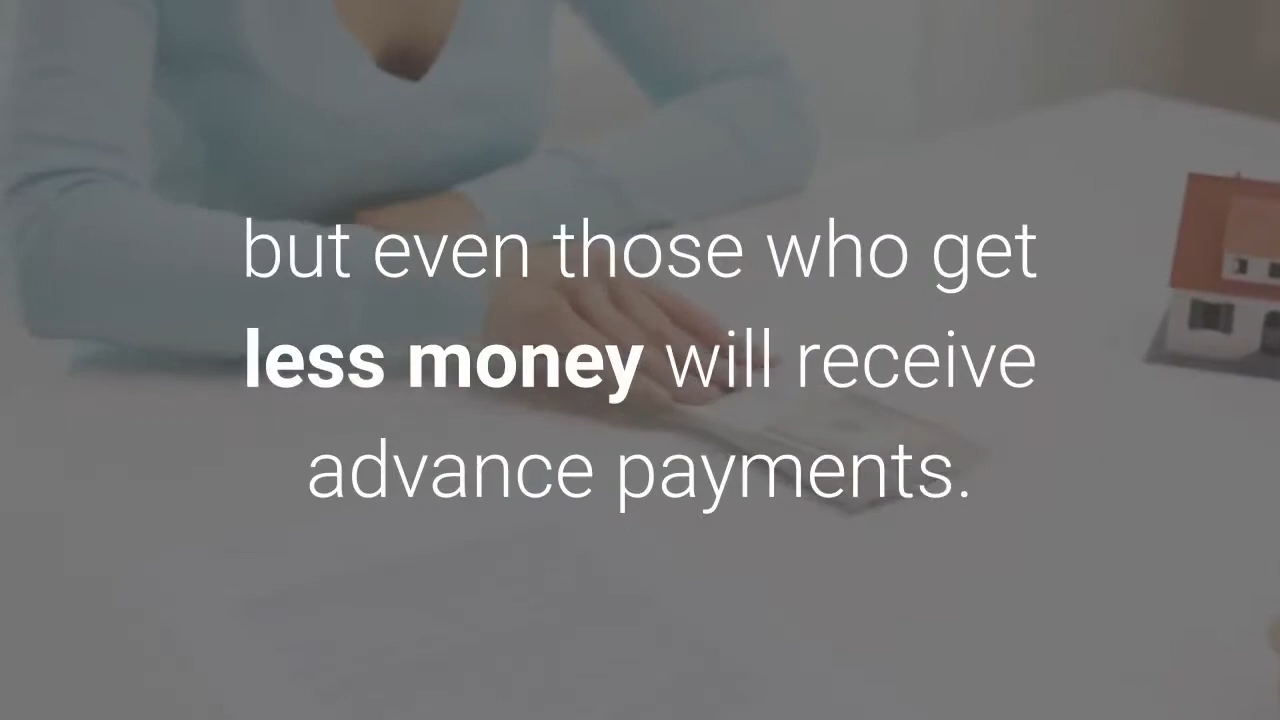 but even those who get
less money will receive
advance payments.